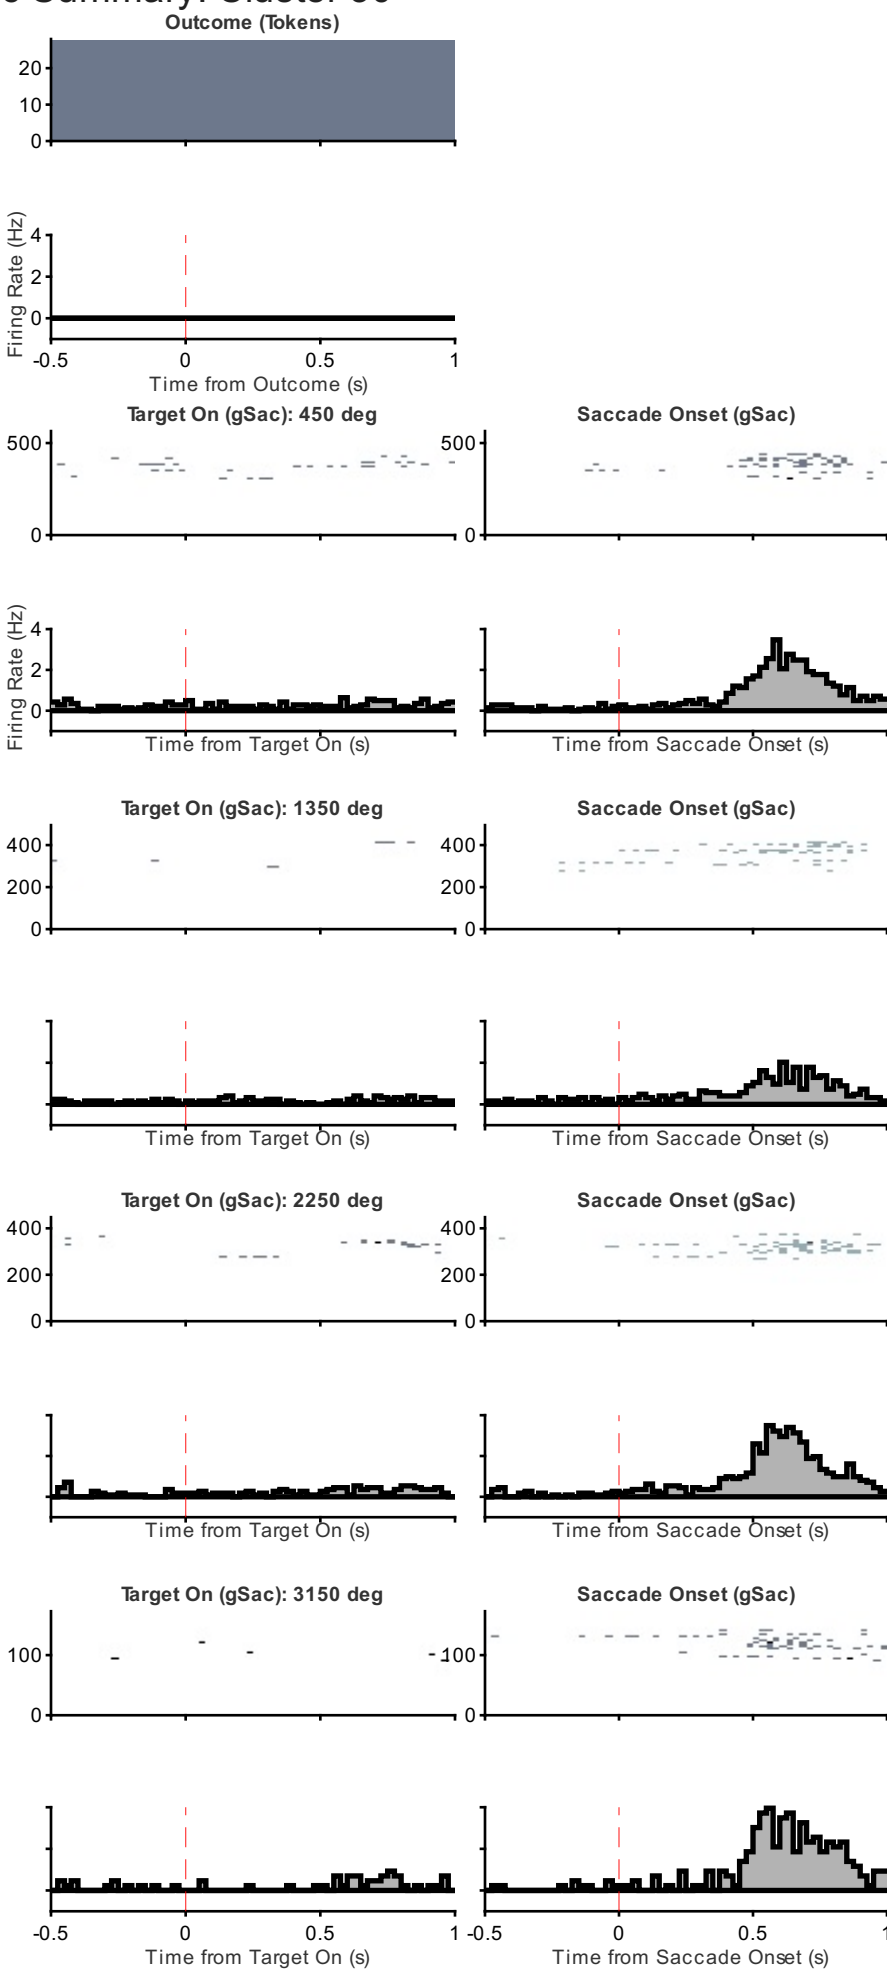 Summary: Cluster
Outcome (Tokens)
20
10
0
Firing Rate (Hz)
4
2
0
-0.5 0 0.5 1
Time from Outcome (s)
Target On (gSac): 450 deg Saccade Onset (gSac)
500 500
0 0
Firing Rate (Hz)
4
2
0
Time from Target On (s) Time from Saccade Onset (s)
Target On (gSac): 1350 deg Saccade Onset (gSac)
400 400
200 200
0 0
Time from Target On (s) Time from Saccade Onset (s)
Target On (gSac): 2250 deg Saccade Onset (gSac)
400 400
200 200
0 0
Time from Target On (s) Time from Saccade Onset (s)
Target On (gSac): 3150 deg Saccade Onset (gSac)
100 100
0 0
-0.5 0 0.5 1 -0.5 0 0.5 1
Time from Target On (s) Time from Saccade Onset (s)